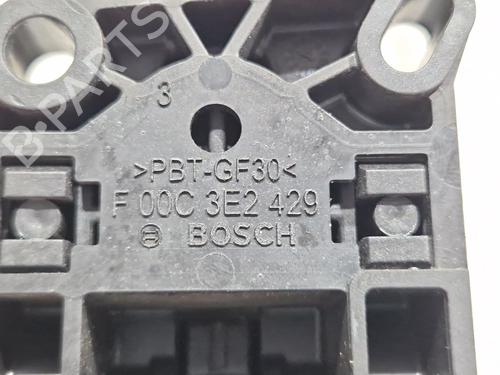 B-PARTS
3
>PBT-GF30<
F 00C 3E2 429
BOSCH